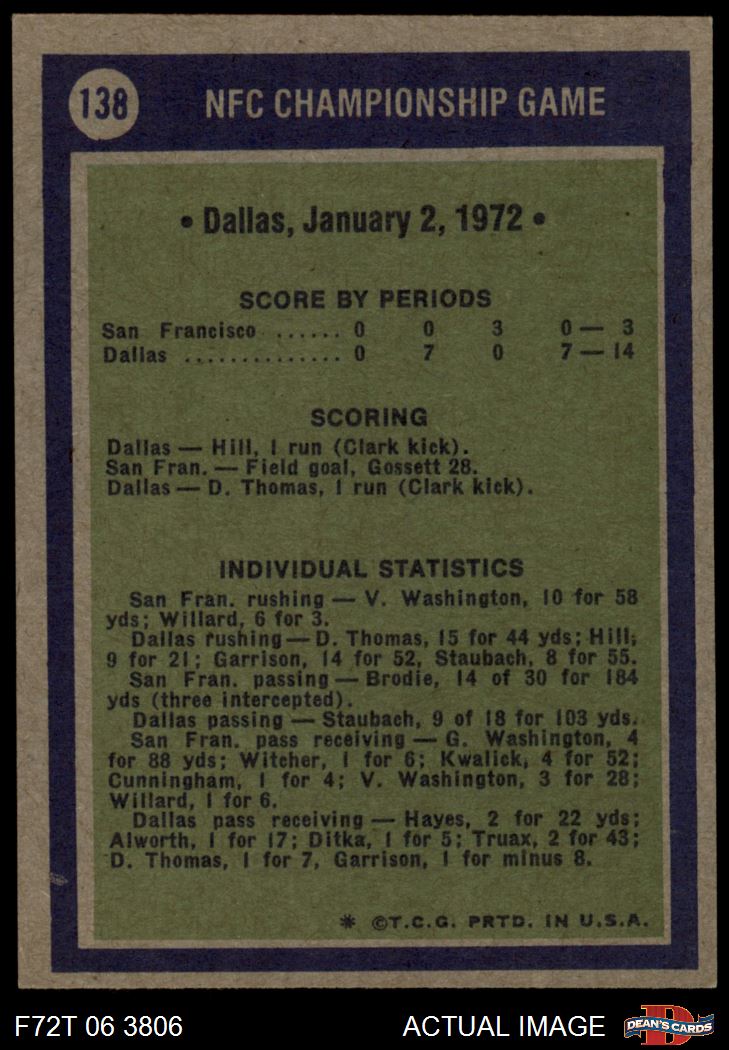 138 NFC CHAMPIONSHIP GAME
• Dallas, January 2, 1972 •
SCORE BY PERIODS
San Francisco ...... 0 0 3 0 — 3
Dallas .............. 0 7 0 7 — 14
SCORING
Dallas — Hill, 1 run (Clark kick).
San Fran. — Field goal, Gossett 28.
Dallas — D. Thomas, 1 run (Clark kick).
INDIVIDUAL STATISTICS
San Fran. rushing — V. Washington, 10 for 58
yds; Willard, 6 for 3.
Dallas rushing — D. Thomas, 15 for 44 yds; Hill,
9 for 21; Garrison, 14 for 52, Staubach, 8 for 55.
San Fran. passing — Brodie, 14 of 30 for 184
yds (three intercepted).
Dallas passing — Staubach, 9 of 18 for 103 yds.
San Fran. pass receiving — G. Washington, 4
for 88 yds; Witcher, 1 for 6; Kwalick, 4 for 52;
Cunningham, 1 for 4; V. Washington, 3 for 28;
Willard, 1 for 6.
Dallas pass receiving — Hayes, 2 for 22 yds;
Alworth, 1 for 17; Ditka, 1 for 5; Truax, 2 for 43;
D. Thomas, 1 for 7, Garrison, 1 for minus 8.
* ©T.C.G. PRTD. IN U.S.A.
F72T 06 3806 ACTUAL IMAGE D DEAN'S CARDS